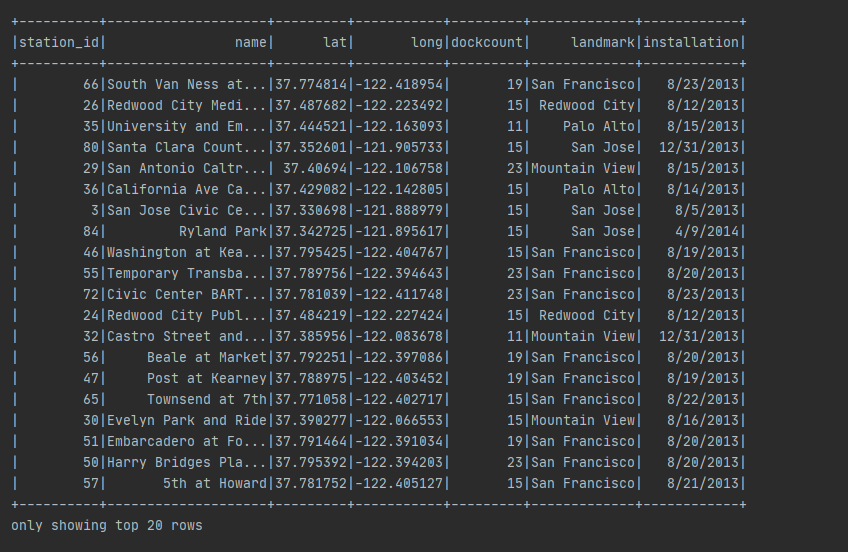 +----------+--------------------+---------+-----------+---------+-------------+------------+
|station_id|                name|      lat|       long|dockcount|     landmark|installation|
+----------+--------------------+---------+-----------+---------+-------------+------------+
|        66|South Van Ness at...|37.774814|-122.418954|       19|San Francisco|   8/23/2013|
|        26|Redwood City Medi...|37.487682|-122.223492|       15| Redwood City|   8/12/2013|
|        35|University and Em...|37.444521|-122.163093|       11|    Palo Alto|   8/15/2013|
|        80|Santa Clara Count...|37.352601|-121.905733|       15|     San Jose|  12/31/2013|
|        29|San Antonio Caltr...| 37.40694|-122.106758|       23|Mountain View|   8/15/2013|
|        36|California Ave Ca...|37.429082|-122.142805|       15|    Palo Alto|   8/14/2013|
|         3|San Jose Civic Ce...|37.330698|-121.888979|       15|     San Jose|    8/5/2013|
|        84|         Ryland Park|37.342725|-121.895617|       15|     San Jose|    4/9/2014|
|        46|Washington at Kea...|37.795425|-122.404767|       15|San Francisco|   8/19/2013|
|        55|Temporary Transba...|37.789756|-122.394643|       23|San Francisco|   8/20/2013|
|        72|Civic Center BART...|37.781039|-122.411748|       23|San Francisco|   8/23/2013|
|        24|Redwood City Publ...|37.484219|-122.227424|       15| Redwood City|   8/12/2013|
|        32|Castro Street and...|37.385956|-122.083678|       11|Mountain View|  12/31/2013|
|        56|     Beale at Market|37.792251|-122.397086|       19|San Francisco|   8/20/2013|
|        47|     Post at Kearney|37.788975|-122.403452|       19|San Francisco|   8/19/2013|
|        65|     Townsend at 7th|37.771058|-122.402717|       15|San Francisco|   8/22/2013|
|        30|Evelyn Park and Ride|37.390277|-122.066553|       15|Mountain View|   8/16/2013|
|        51|Embarcadero at Fo...|37.791464|-122.391034|       19|San Francisco|   8/20/2013|
|        50|Harry Bridges Pla...|37.795392|-122.394203|       23|San Francisco|   8/20/2013|
|        57|       5th at Howard|37.781752|-122.405127|       15|San Francisco|   8/21/2013|
+----------+--------------------+---------+-----------+---------+-------------+------------+
only showing top 20 rows